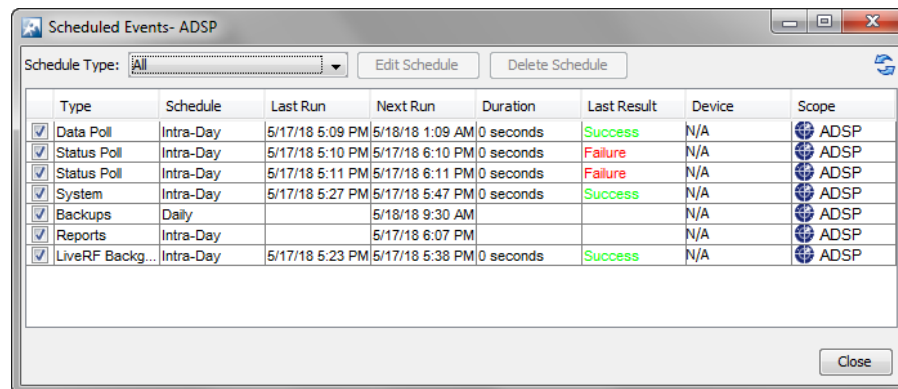 Scheduled Events- ADSP
Schedule Type: All Edit Schedule Delete Schedule
Type Schedule Last Run Next Run Duration Last Result Device Scope
Data Poll Intra-Day 5/17/18 5:09 PM 5/18/18 1:09 AM 0 seconds Success N/A ADSP
Status Poll Intra-Day 5/17/18 5:10 PM 5/17/18 6:10 PM 0 seconds Failure N/A ADSP
Status Poll Intra-Day 5/17/18 5:11 PM 5/17/18 6:11 PM 0 seconds Failure N/A ADSP
System Intra-Day 5/17/18 5:27 PM 5/17/18 5:47 PM 0 seconds Success N/A ADSP
Backups Daily 5/18/18 9:30 AM N/A ADSP
Reports Intra-Day 5/17/18 6:07 PM N/A ADSP
LiveRF Backg... Intra-Day 5/17/18 5:23 PM 5/17/18 5:38 PM 0 seconds Success N/A ADSP
Close